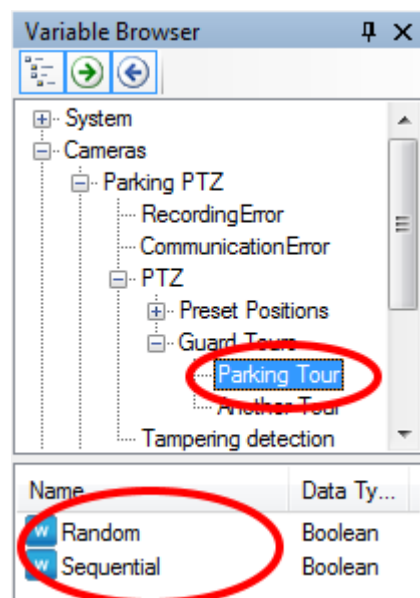 Variable Browser
System
Cameras
Parking PTZ
RecordingError
CommunicationError
PTZ
Preset Positions
Guard Tours
Parking Tour
Another Tour
Tampering detection
Name Data Ty...
w Random Boolean
w Sequential Boolean